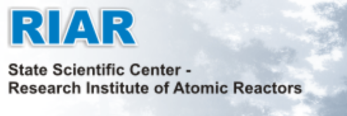 RIAR
State Scientific Center -
Research Institute of Atomic Reactors